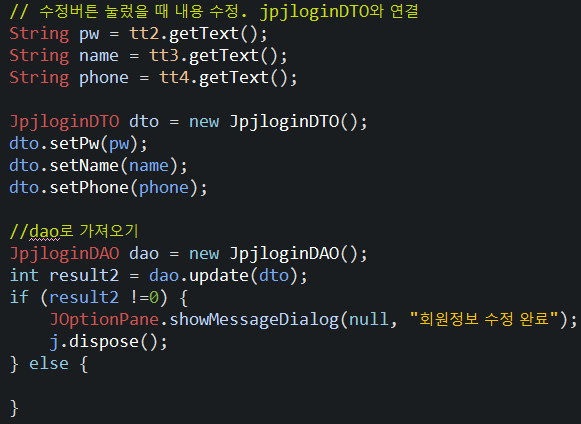 // 수정버튼 눌렀을 때 내용 수정. jpjloginDTO와 연결
String pw = tt2.getText();
String name = tt3.getText();
String phone = tt4.getText();

JpjloginDTO dto = new JpjloginDTO();
dto.setPw(pw);
dto.setName(name);
dto.setPhone(phone);

//dao로 가져오기
JpjloginDAO dao = new JpjloginDAO();
int result2 = dao.update(dto);
if (result2 !=0) {
    JOptionPane.showMessageDialog(null, "회원정보 수정 완료");
    j.dispose();
} else {

}